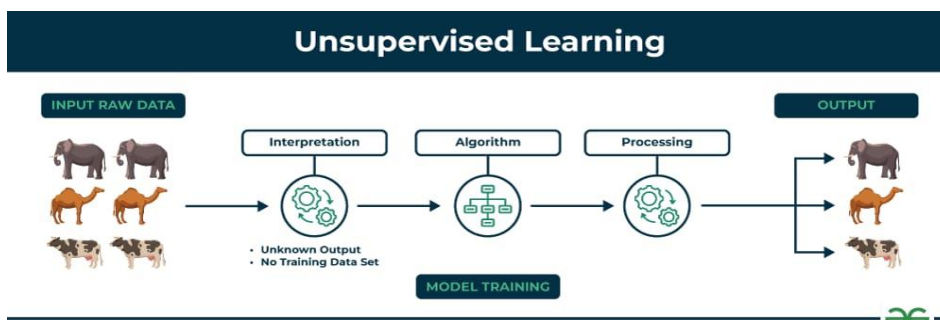 Unsupervised Learning
INPUT RAW DATA
OUTPUT
Interpretation
Algorithm
Processing
• Unknown Output
• No Training Data Set
MODEL TRAINING